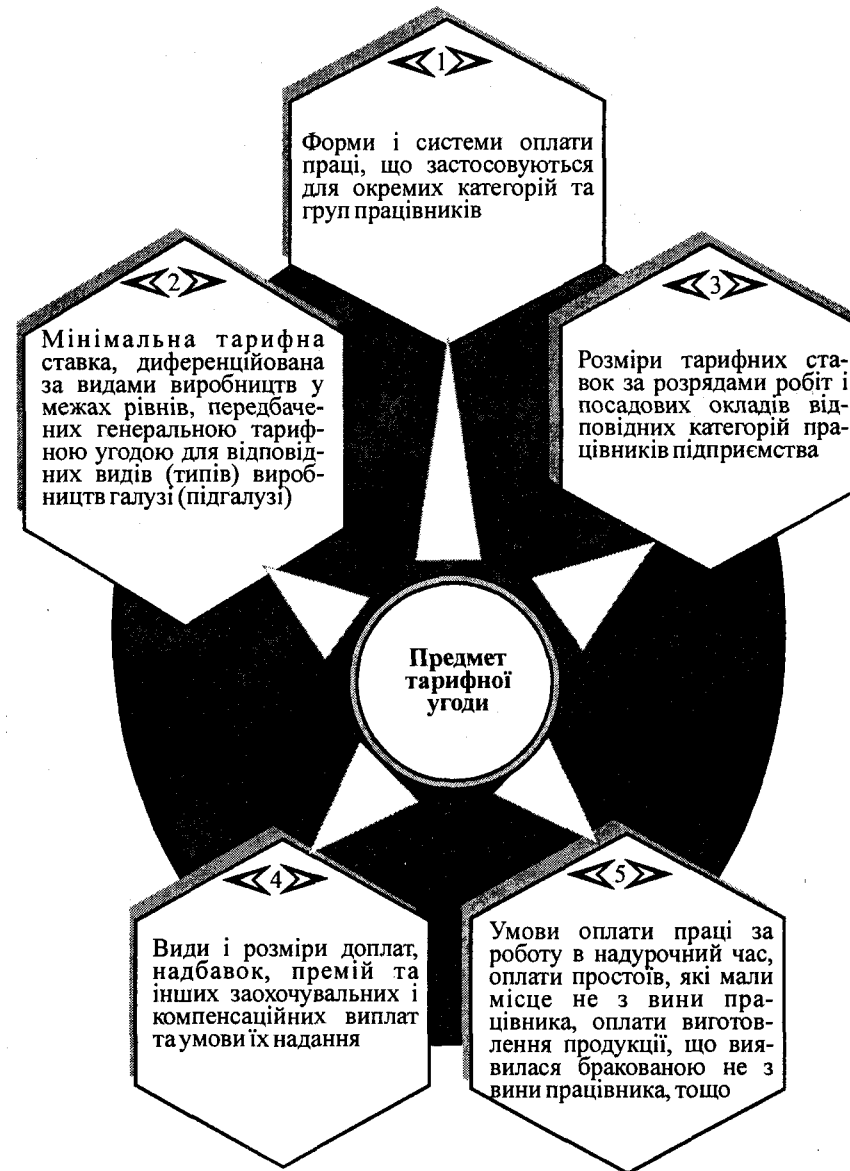 1
Форми і системи оплати
праці, що застосовуються
для окремих категорій та
груп працівників
2
Мінімальна тарифна
ставка, диференційована
за видами виробництв у
межах рівнів, передбаче-
них генеральною тариф-
ною угодою для відповід-
них видів (типів) вироб-
ництв галузі (підгалузі)
3
Розміри тарифних ста-
вок за розрядами робіт і
посадових окладів від-
повідних категорій пра-
цівників підприємства
Предмет
тарифної
угоди
4
Види і розміри доплат,
надбавок, премій та
інших заохочувальних і
компенсаційних виплат
та умови їх надання
5
Умови оплати праці за
роботу в надурочний час,
оплати простоїв, які мали
місце не з вини пра-
цівника, оплати виготов-
лення продукції, що вия-
вилася бракованою не з
вини працівника, тощо